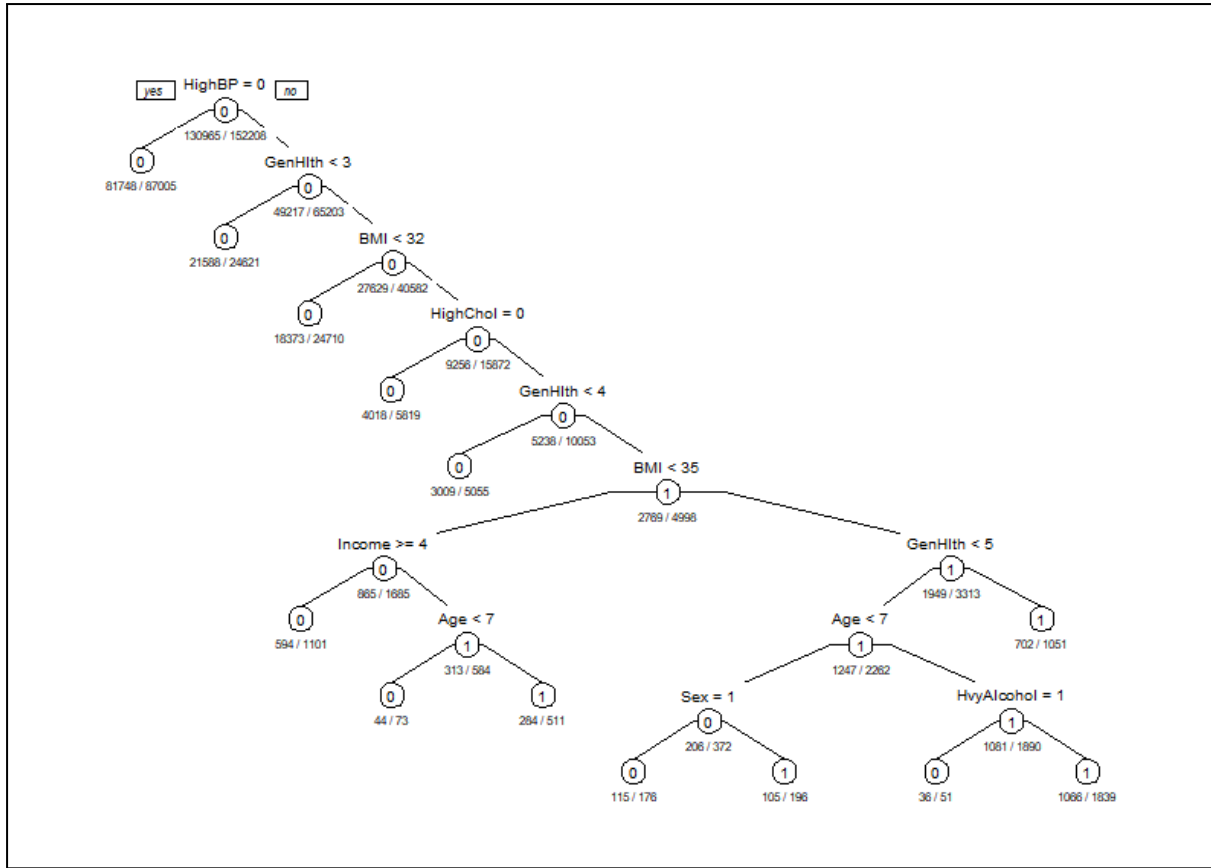 HighBP = 0
yes no
0
130965 / 152208
0
81748 / 87005
GenHlth < 3
0
49217 / 65203
0
21588 / 24621
BMI < 32
0
27629 / 40582
0
18373 / 24710
HighChol = 0
0
9256 / 15872
0
4018 / 5819
GenHlth < 4
0
5238 / 10053
0
3009 / 5055
BMI < 35
1
2769 / 4998
Income >= 4 GenHlth < 5
0 1
865 / 1685 1949 / 3313
0 Age < 7 Age < 7 1
594 / 1101 702 / 1051
1 1
313 / 584 1247 / 2262
0 1 Sex = 1 HvyAlcohol = 1
44 / 73 284 / 511
0 1
206 / 372 1081 / 1890
0 1 0 1
115 / 176 105 / 196 36 / 51 1066 / 1839